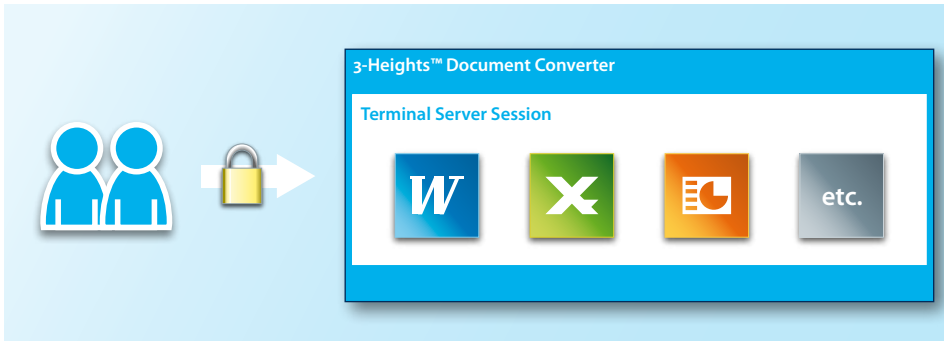 3-Heights™ Document Converter
Terminal Server Session
W
X
etc.